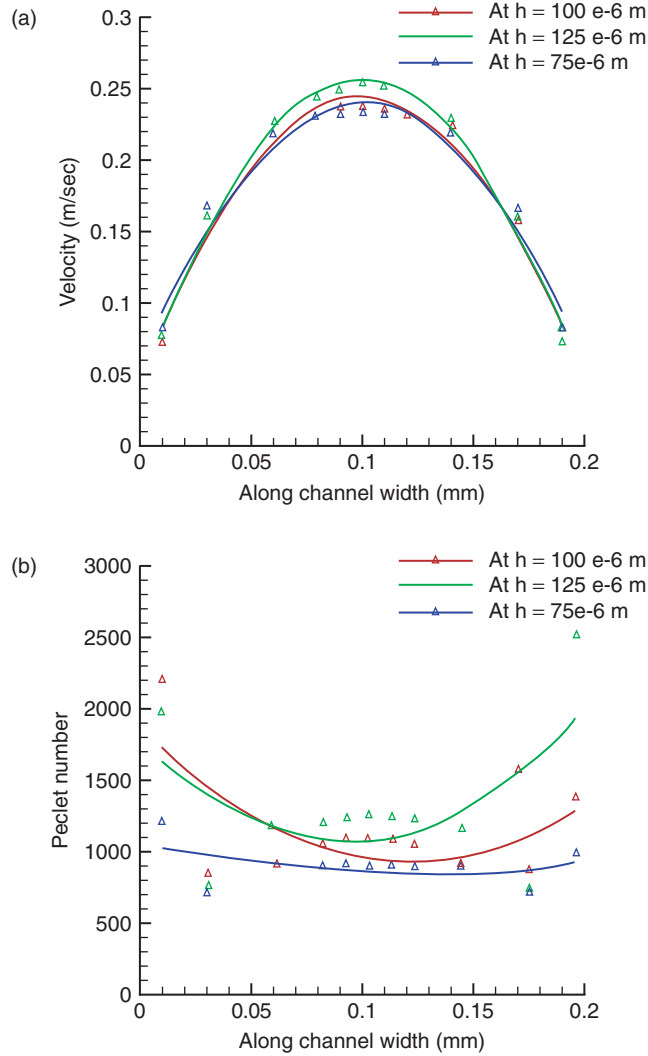 (a)
At h = 100 e-6 m
At h = 125 e-6 m
At h = 75e-6 m
0.3
0.25
0.2
0.15
0.1
0.05
0
Velocity (m/sec)
0 0.05 0.1 0.15 0.2
Along channel width (mm)
(b)
At h = 100 e-6 m
At h = 125 e-6 m
At h = 75e-6 m
3000
2500
2000
1500
1000
500
0
Peclet number
0 0.05 0.1 0.15 0.2
Along channel width (mm)